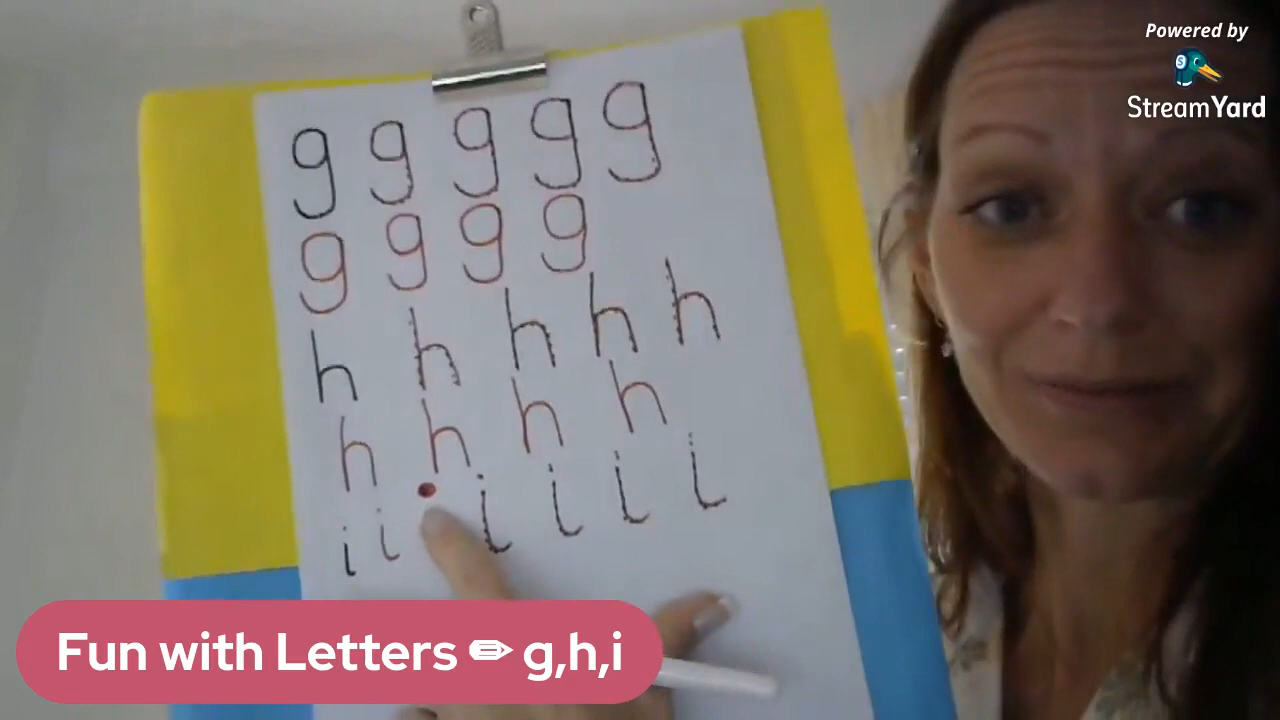 Powered by
StreamYard
g g g g g
g g g g
h h h h h
h h h h
i i i i i i
Fun with Letters ✏ g,h,i